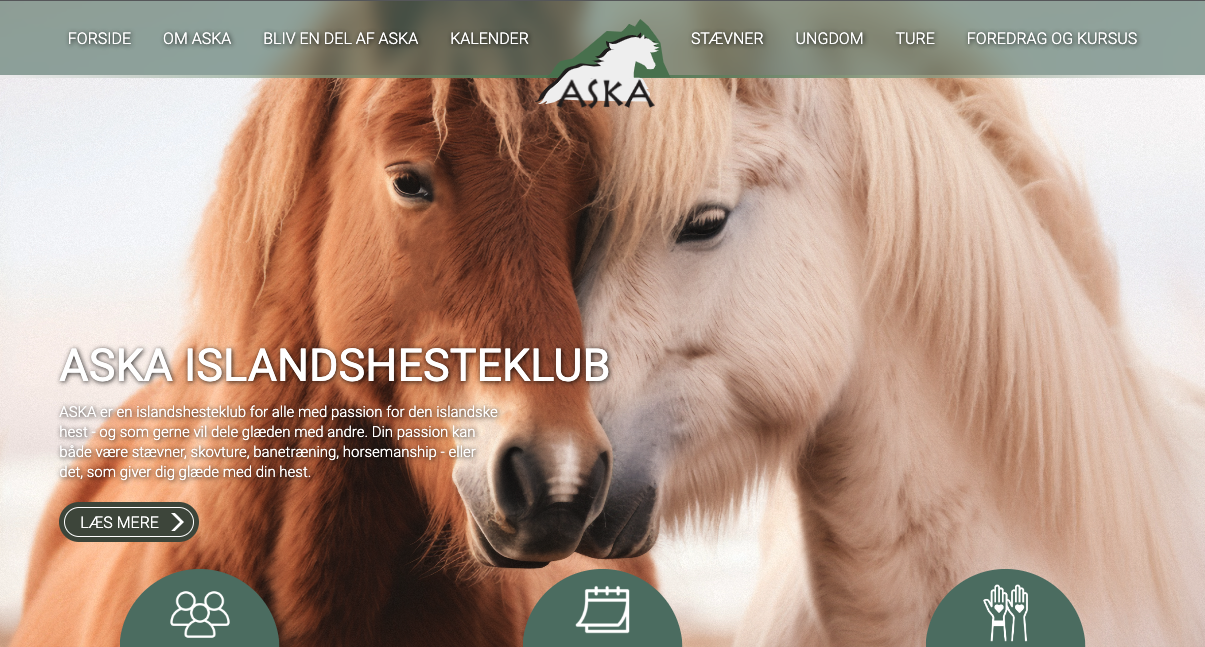 FORSIDE OM ASKA BLIV EN DEL AF ASKA KALENDER STÆVNER UNGDOM TURE FOREDRAG OG KURSUS
ASKA
ASKA ISLANDSHESTEKLUB
ASKA er en islandshesteklub for alle med passion for den islandske
hest - og som gerne vil dele glæden med andre. Din passion kan
både være stævner, skovture, banetræning, horsemanship - eller
det, som giver dig glæde med din hest.
LÆS MERE